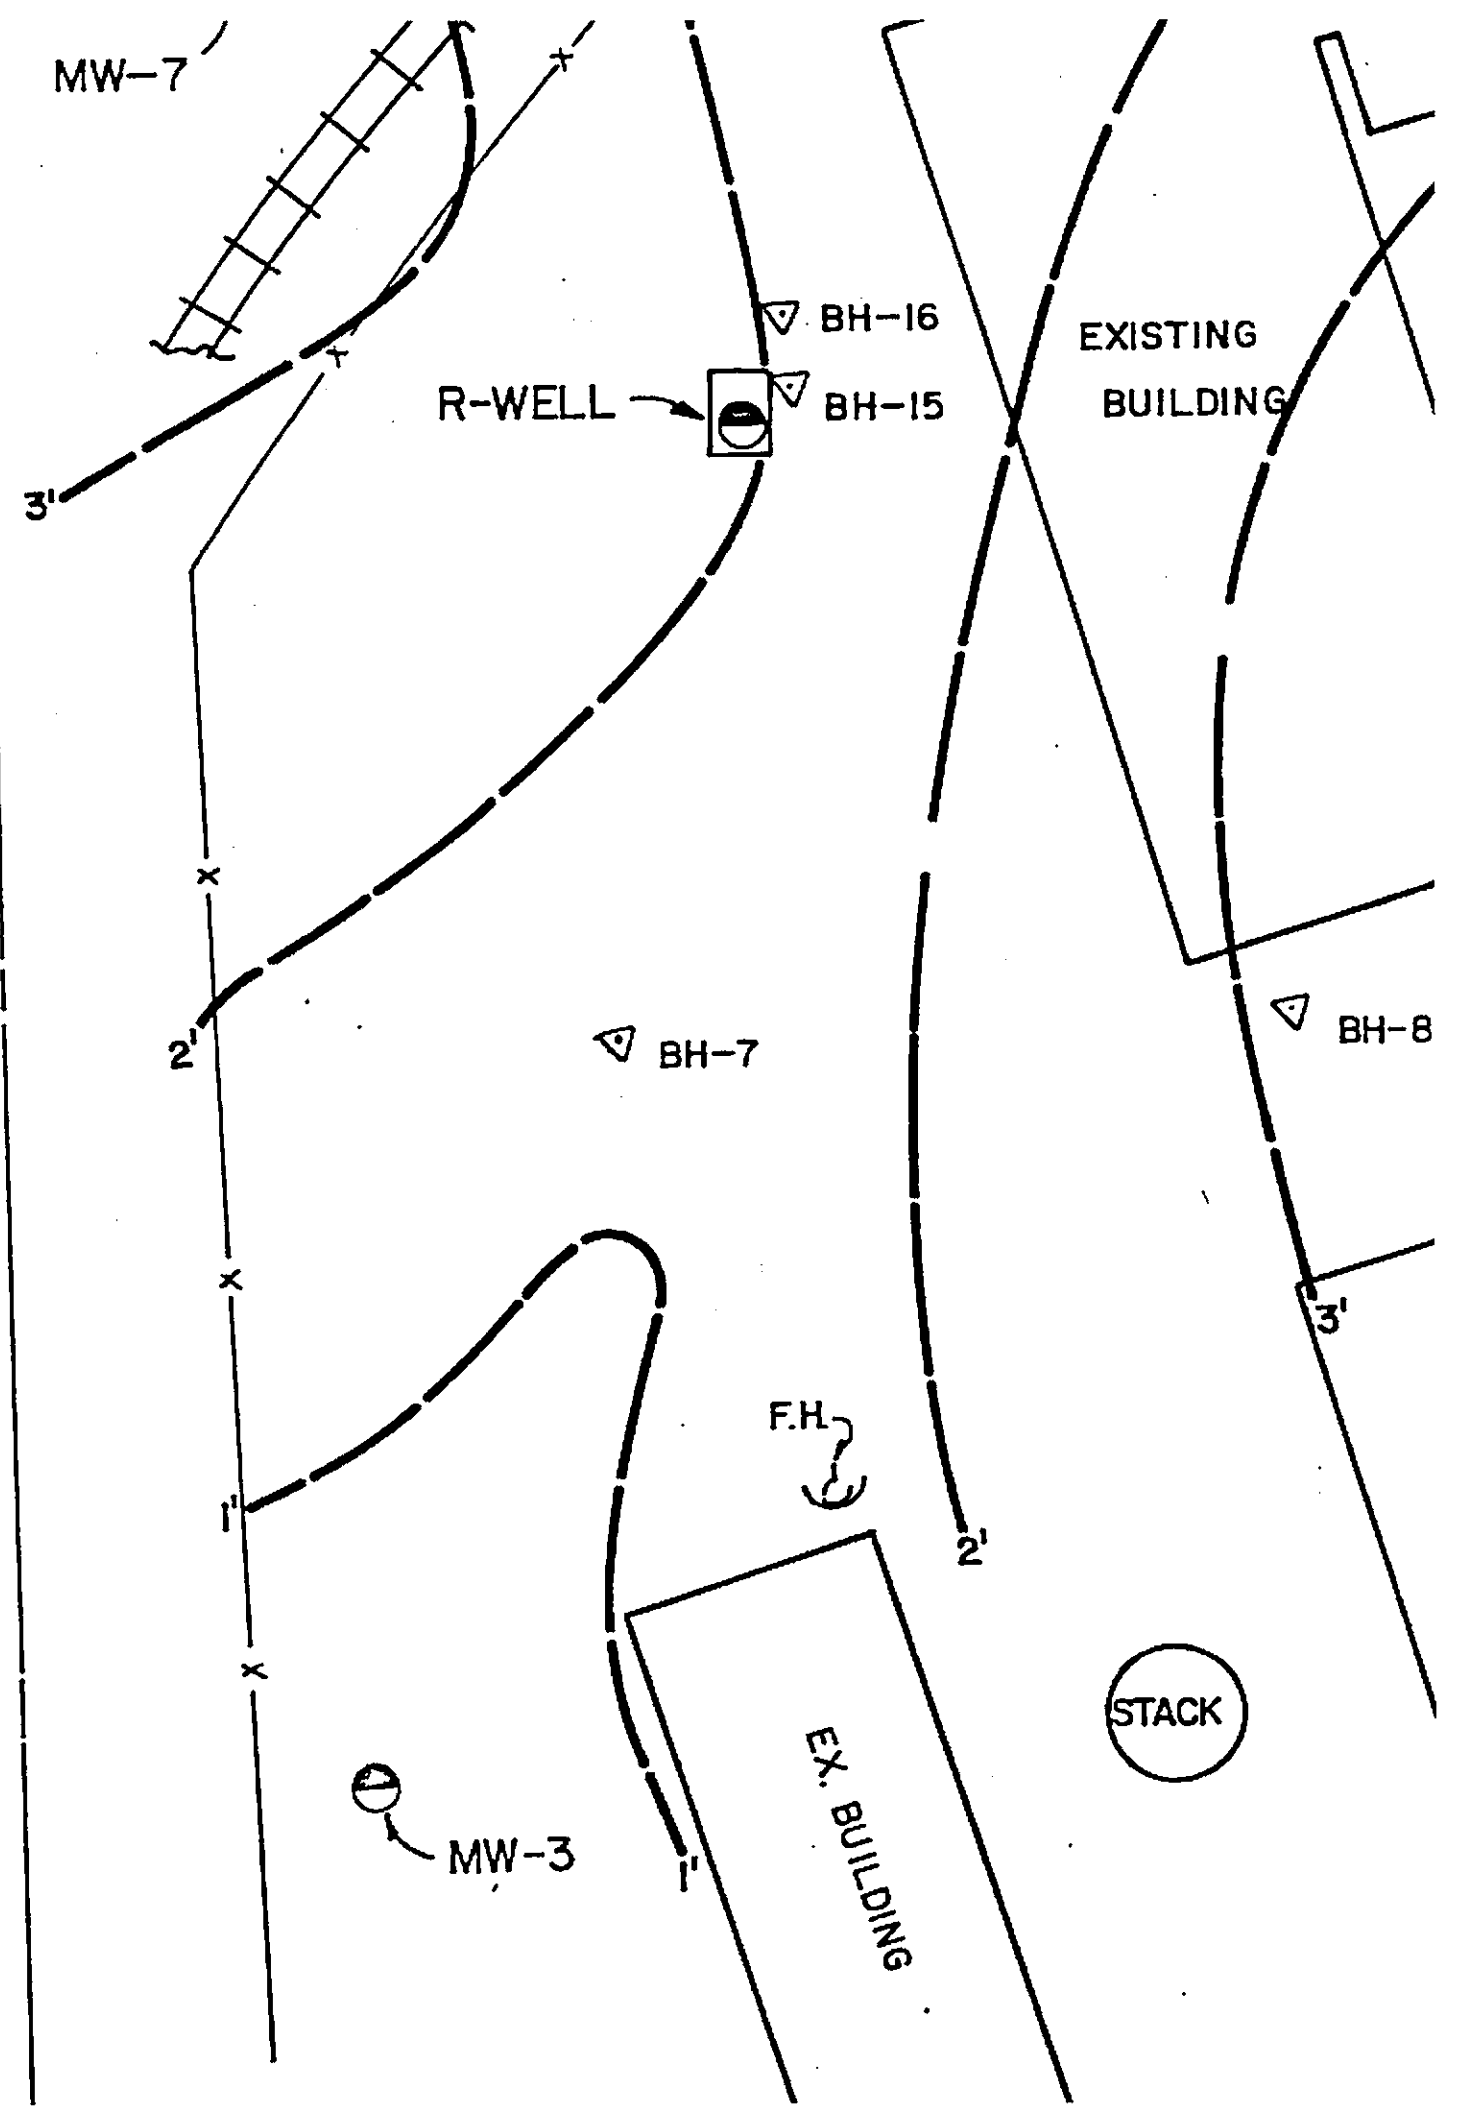 MW-7
BH-16
EXISTING
BUILDING
R-WELL
BH-15
3'
2'
BH-7
BH-8
3'
F.H.
1'
2'
STACK
EX. BUILDING
MW-3
1'